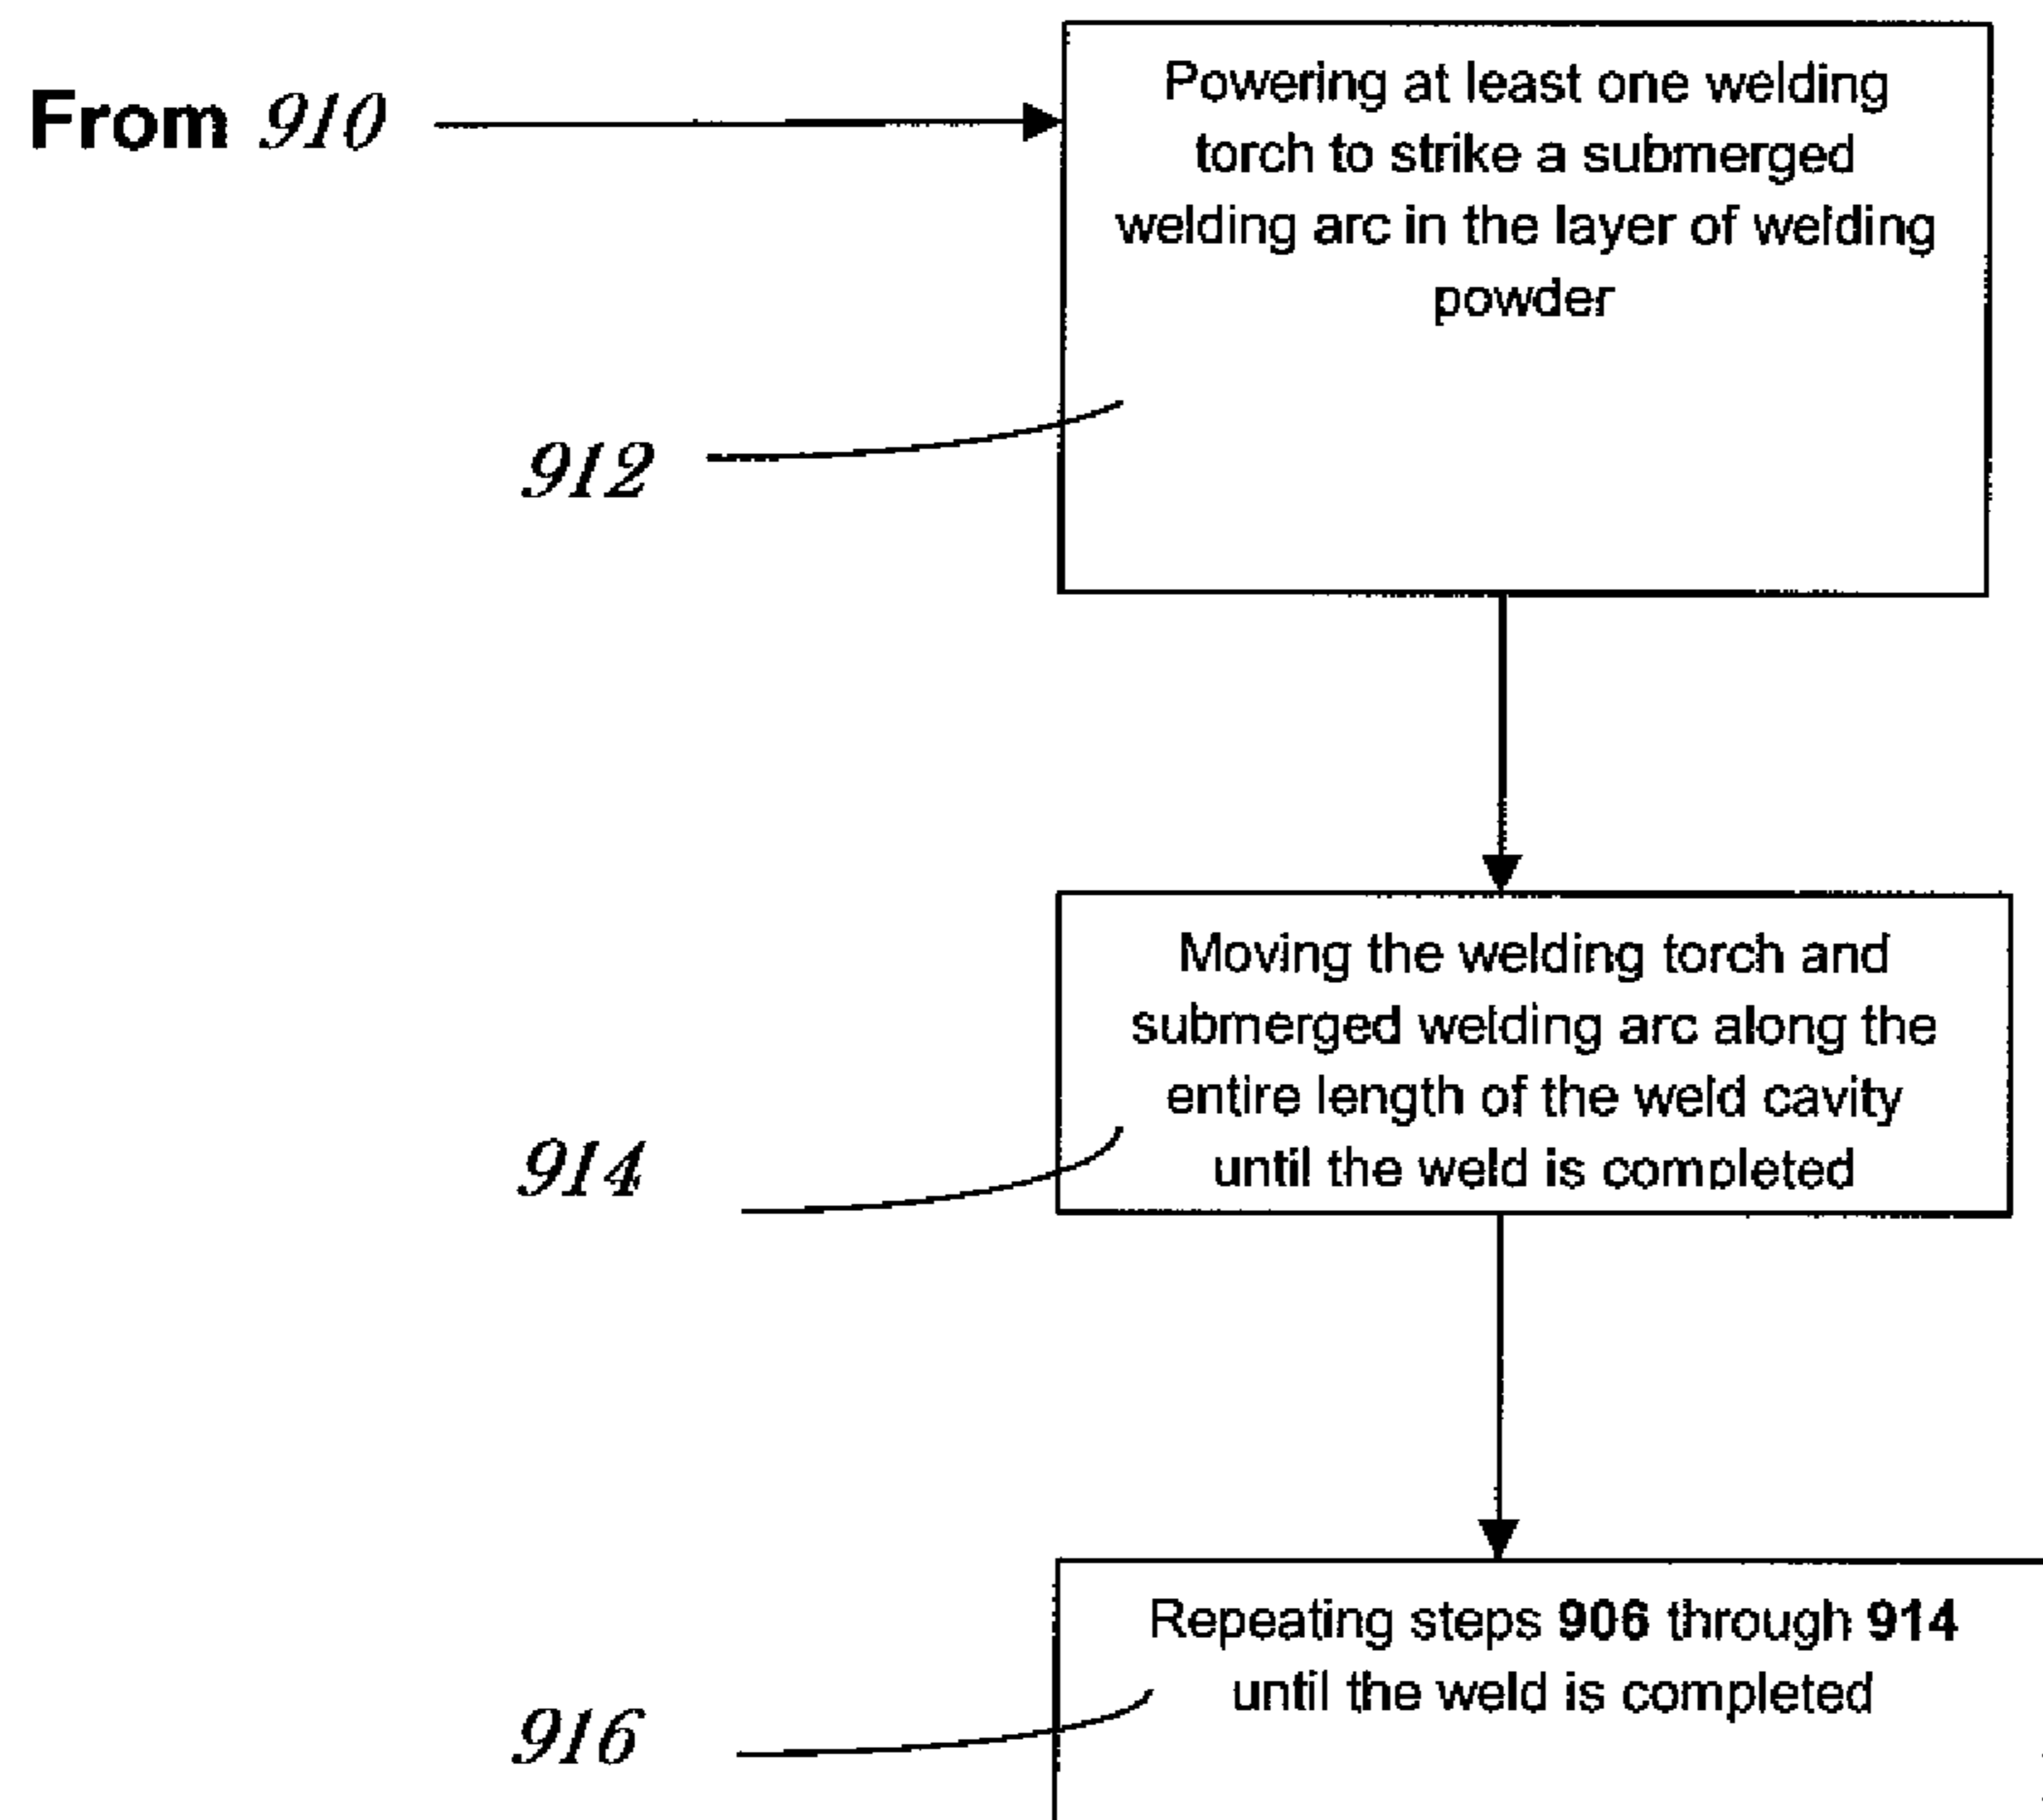 From 910
Powering at least one welding
torch to strike a submerged
welding arc in the layer of welding
powder
912
Moving the welding torch and
submerged welding arc along the
entire length of the weld cavity
until the weld is completed
914
Repeating steps 906 through 914
until the weld is completed
916